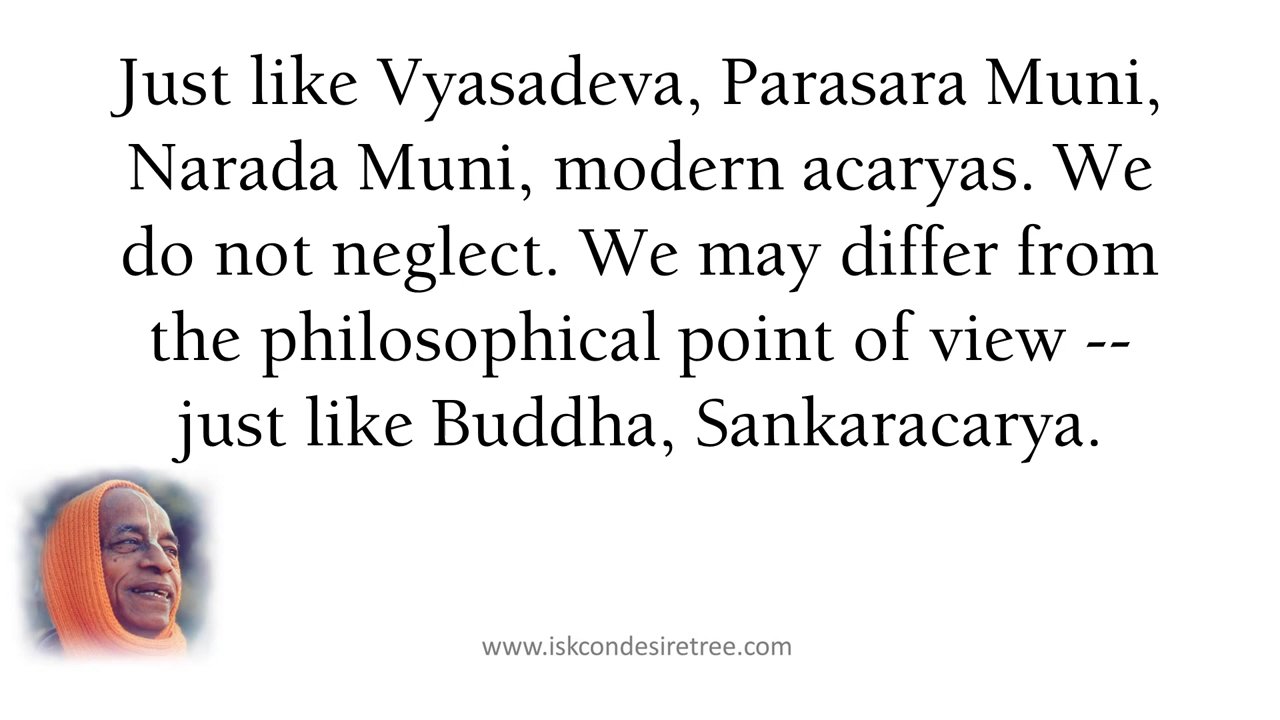 Just like Vyasadeva, Parasara Muni,
Narada Muni, modern acaryas. We
do not neglect. We may differ from
the philosophical point of view --
just like Buddha, Sankaracarya.
www.iskcondesiretree.com